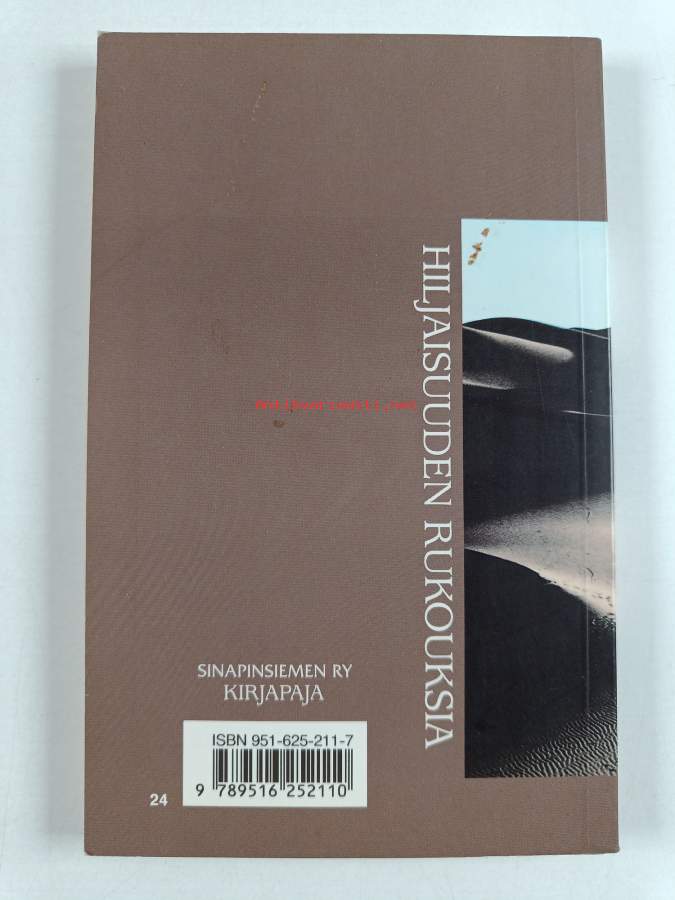 HILJAISUUDEN RUKOUKSIA
SINAPINSIEMEN RY
KIRJAPAJA
ISBN 951-625-211-7
9 789516 252110
24